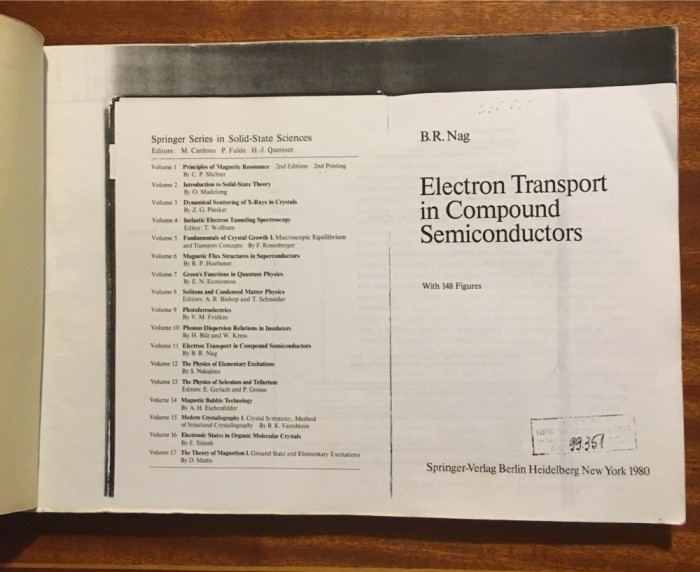 Springer Series in Solid-State Sciences
Editors: M. Cardona P. Fulde H.-J. Queisser
Volume 1 Principles of Magnetic Resonance 2nd Edition 2nd Printing
By C. P. Slichter
Volume 2 Introduction to Solid-State Theory
By O. Madelung
Volume 3 Dynamical Scattering of X-Rays in Crystals
By Z. G. Pinsker
Volume 4 Inelastic Electron Tunneling Spectroscopy
Editor: T. Wolfram
Volume 5 Fundamentals of Crystal Growth I. Macroscopic Equilibrium
and Transport Concepts By F. Rosenberger
Volume 6 Magnetic Flux Structures in Superconductors
By R. P. Huebener
Volume 7 Green's Functions in Quantum Physics
By E. N. Economou
Volume 8 Solitons and Condensed Matter Physics
Editors: A. R. Bishop and T. Schneider
Volume 9 Photoferroelectrics
By V. M. Fridkin
Volume 10 Phonon Dispersion Relations in Insulators
By H. Bilz and W. Kress
Volume 11 Electron Transport in Compound Semiconductors
By B. R. Nag
Volume 12 The Physics of Elementary Excitations
By S. Nakajima
Volume 13 The Physics of Selenium and Tellurium
Editors: E. Gerlach and P. Grosse
Volume 14 Magnetic Bubble Technology
By A. H. Eschenfelder
Volume 15 Modern Crystallography I. Crystal Symmetry, Method
of Structural Crystallography By B. K. Vainshtein
Volume 16 Electronic States in Organic Molecular Crystals
By E. Silinsh
Volume 17 The Theory of Magnetism I. Ground State and Elementary Excitations
By D. Mattis
B.R. Nag
Electron Transport
in Compound
Semiconductors
With 148 Figures
99.351
Springer-Verlag Berlin Heidelberg New York 1980